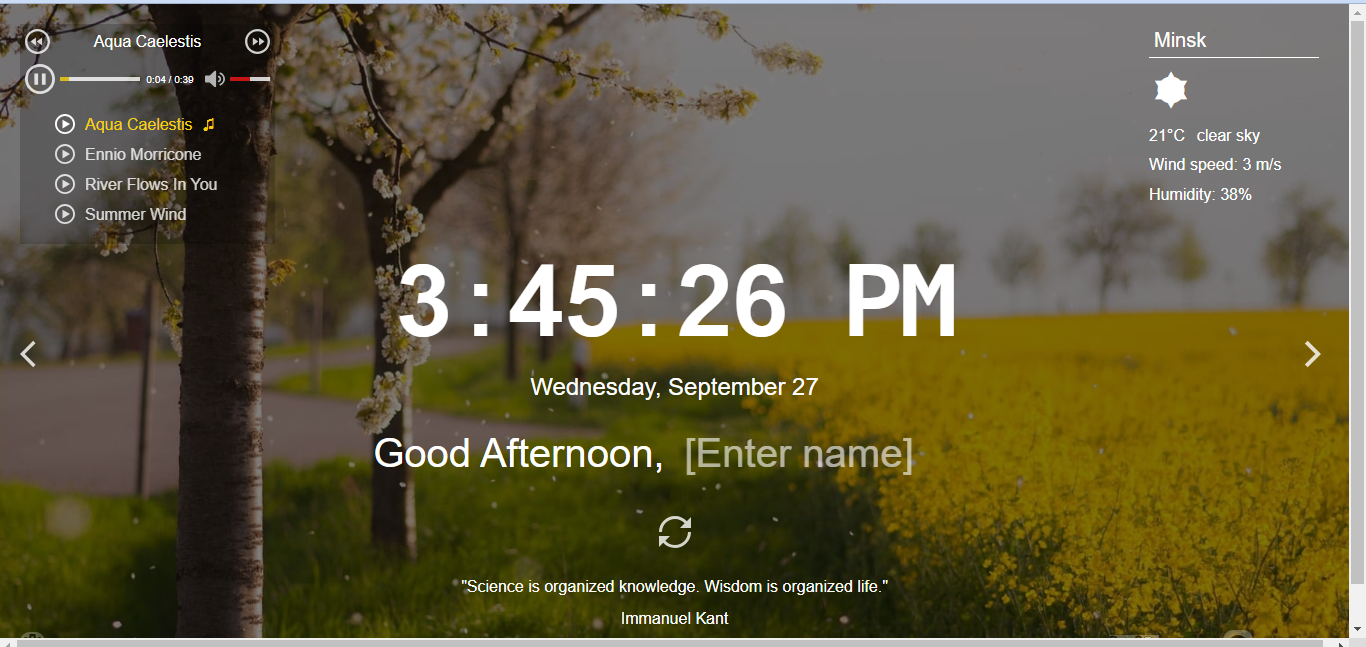 Aqua Caelestis
0:04 / 0:39
Aqua Caelestis
Ennio Morricone
River Flows In You
Summer Wind
Minsk
21°C clear sky
Wind speed: 3 m/s
Humidity: 38%
3:45:26 PM
Wednesday, September 27
Good Afternoon, [Enter name]
"Science is organized knowledge. Wisdom is organized life."
Immanuel Kant